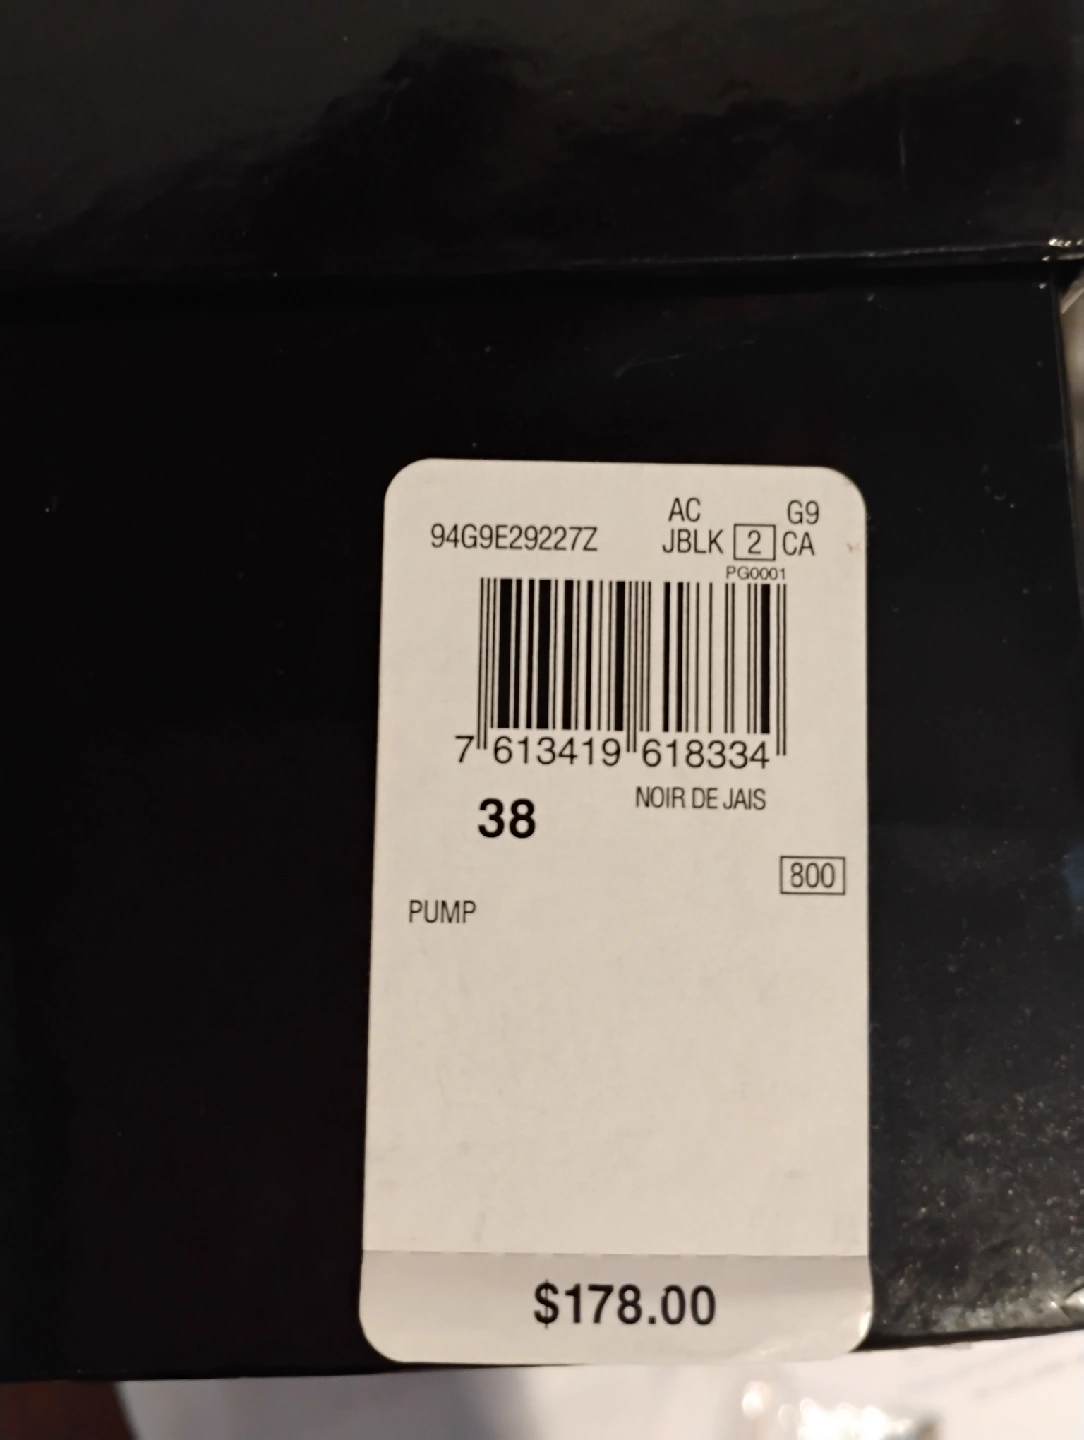 AC G9
94G9E29227Z JBLK 2 CA
PG0001
7 613419 618334
NOIR DE JAIS
38
800
PUMP
$178.00